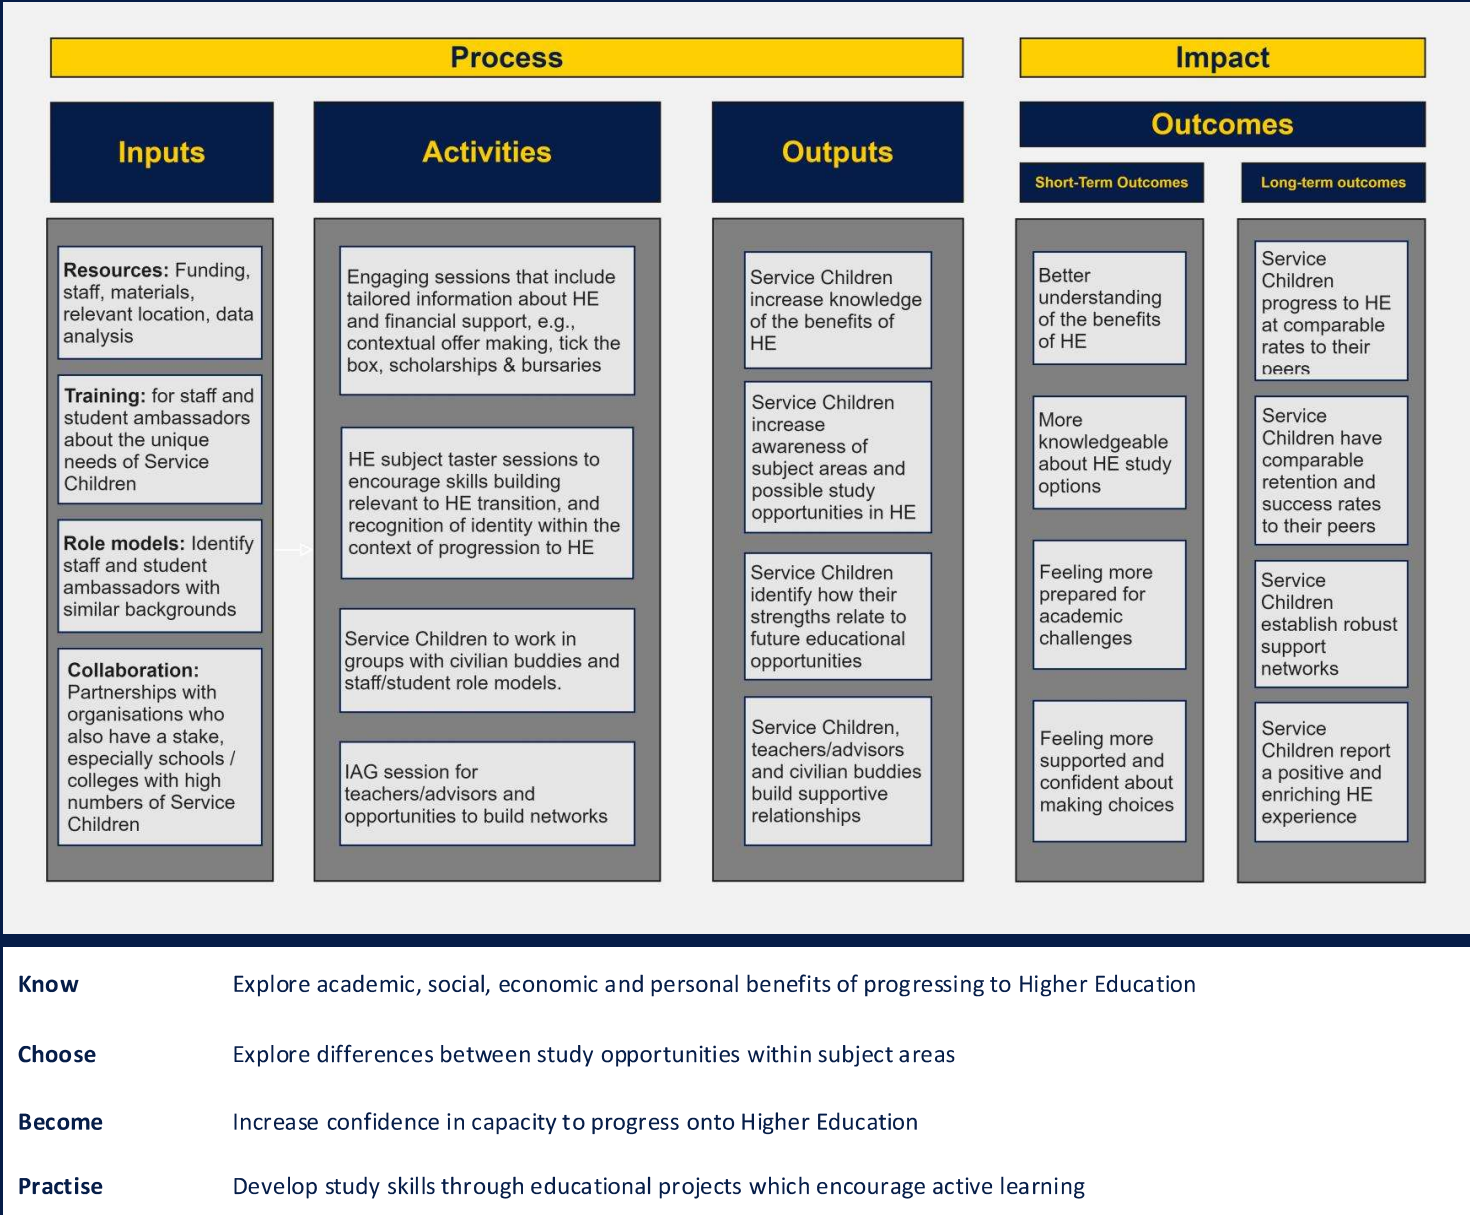 Process
Impact
Inputs
Activities
Outputs
Outcomes
Short-Term Outcomes
Long-term outcomes
Resources: Funding,
staff, materials,
relevant location, data
analysis
Training: for staff and
student ambassadors
about the unique
needs of Service
Children
Role models: Identify
staff and student
ambassadors with
similar backgrounds
Collaboration:
Partnerships with
organisations who
also have a stake,
especially schools /
colleges with high
numbers of Service
Children
Engaging sessions that include
tailored information about HE
and financial support, e.g.,
contextual offer making, tick the
box, scholarships & bursaries
HE subject taster sessions to
encourage skills building
relevant to HE transition, and
recognition of identity within the
context of progression to HE
Service Children to work in
groups with civilian buddies and
staff/student role models.
IAG session for
teachers/advisors and
opportunities to build networks
Service Children
increase knowledge
of the benefits of
HE
Service Children
increase
awareness of
subject areas and
possible study
opportunities in HE
Service Children
identify how their
strengths relate to
future educational
opportunities
Service Children,
teachers/advisors
and civilian buddies
build supportive
relationships
Better
understanding
of the benefits
of HE
More
knowledgeable
about HE study
options
Feeling more
prepared for
academic
challenges
Feeling more
supported and
confident about
making choices
Service
Children
progress to HE
at comparable
rates to their
peers
Service
Children have
comparable
retention and
success rates
to their peers
Service
Children
establish robust
support
networks
Service
Children report
a positive and
enriching HE
experience
Know Explore academic, social, economic and personal benefits of progressing to Higher Education
Choose Explore differences between study opportunities within subject areas
Become Increase confidence in capacity to progress onto Higher Education
Practise Develop study skills through educational projects which encourage active learning